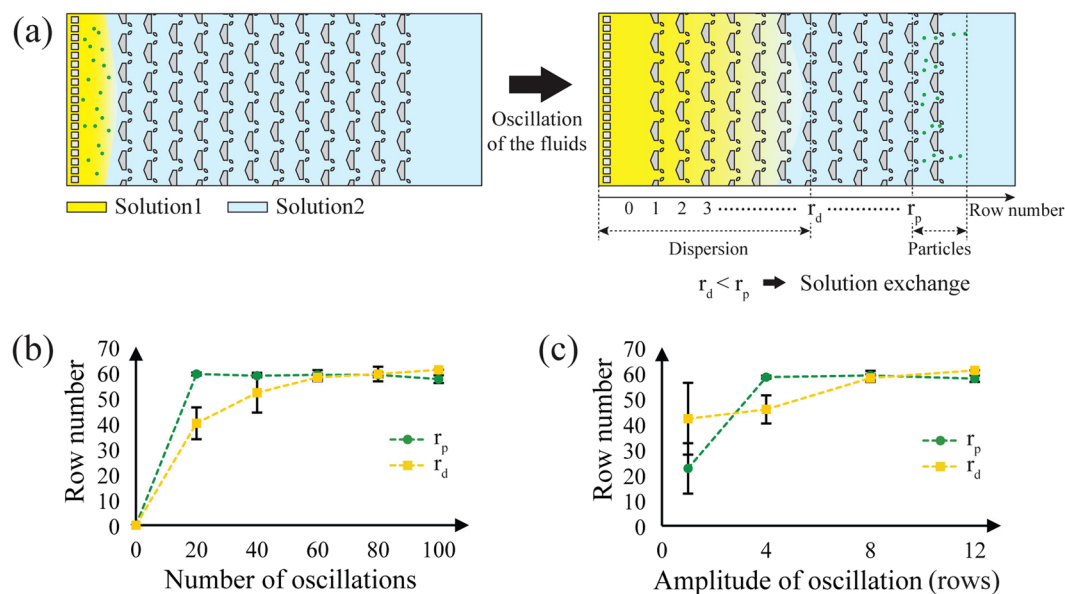 (a)
Oscillation
of the fluids
Solution1
Solution2
0 1 2 3 ·········· r_d ·········· r_p Row number
Dispersion
Particles
r_d < r_p Solution exchange
(b)
Row number
70
60
50
40
30
20
10
0
r_p
r_d
0 20 40 60 80 100
Number of oscillations
(c)
Row number
70
60
50
40
30
20
10
0
r_p
r_d
0 4 8 12
Amplitude of oscillation (rows)